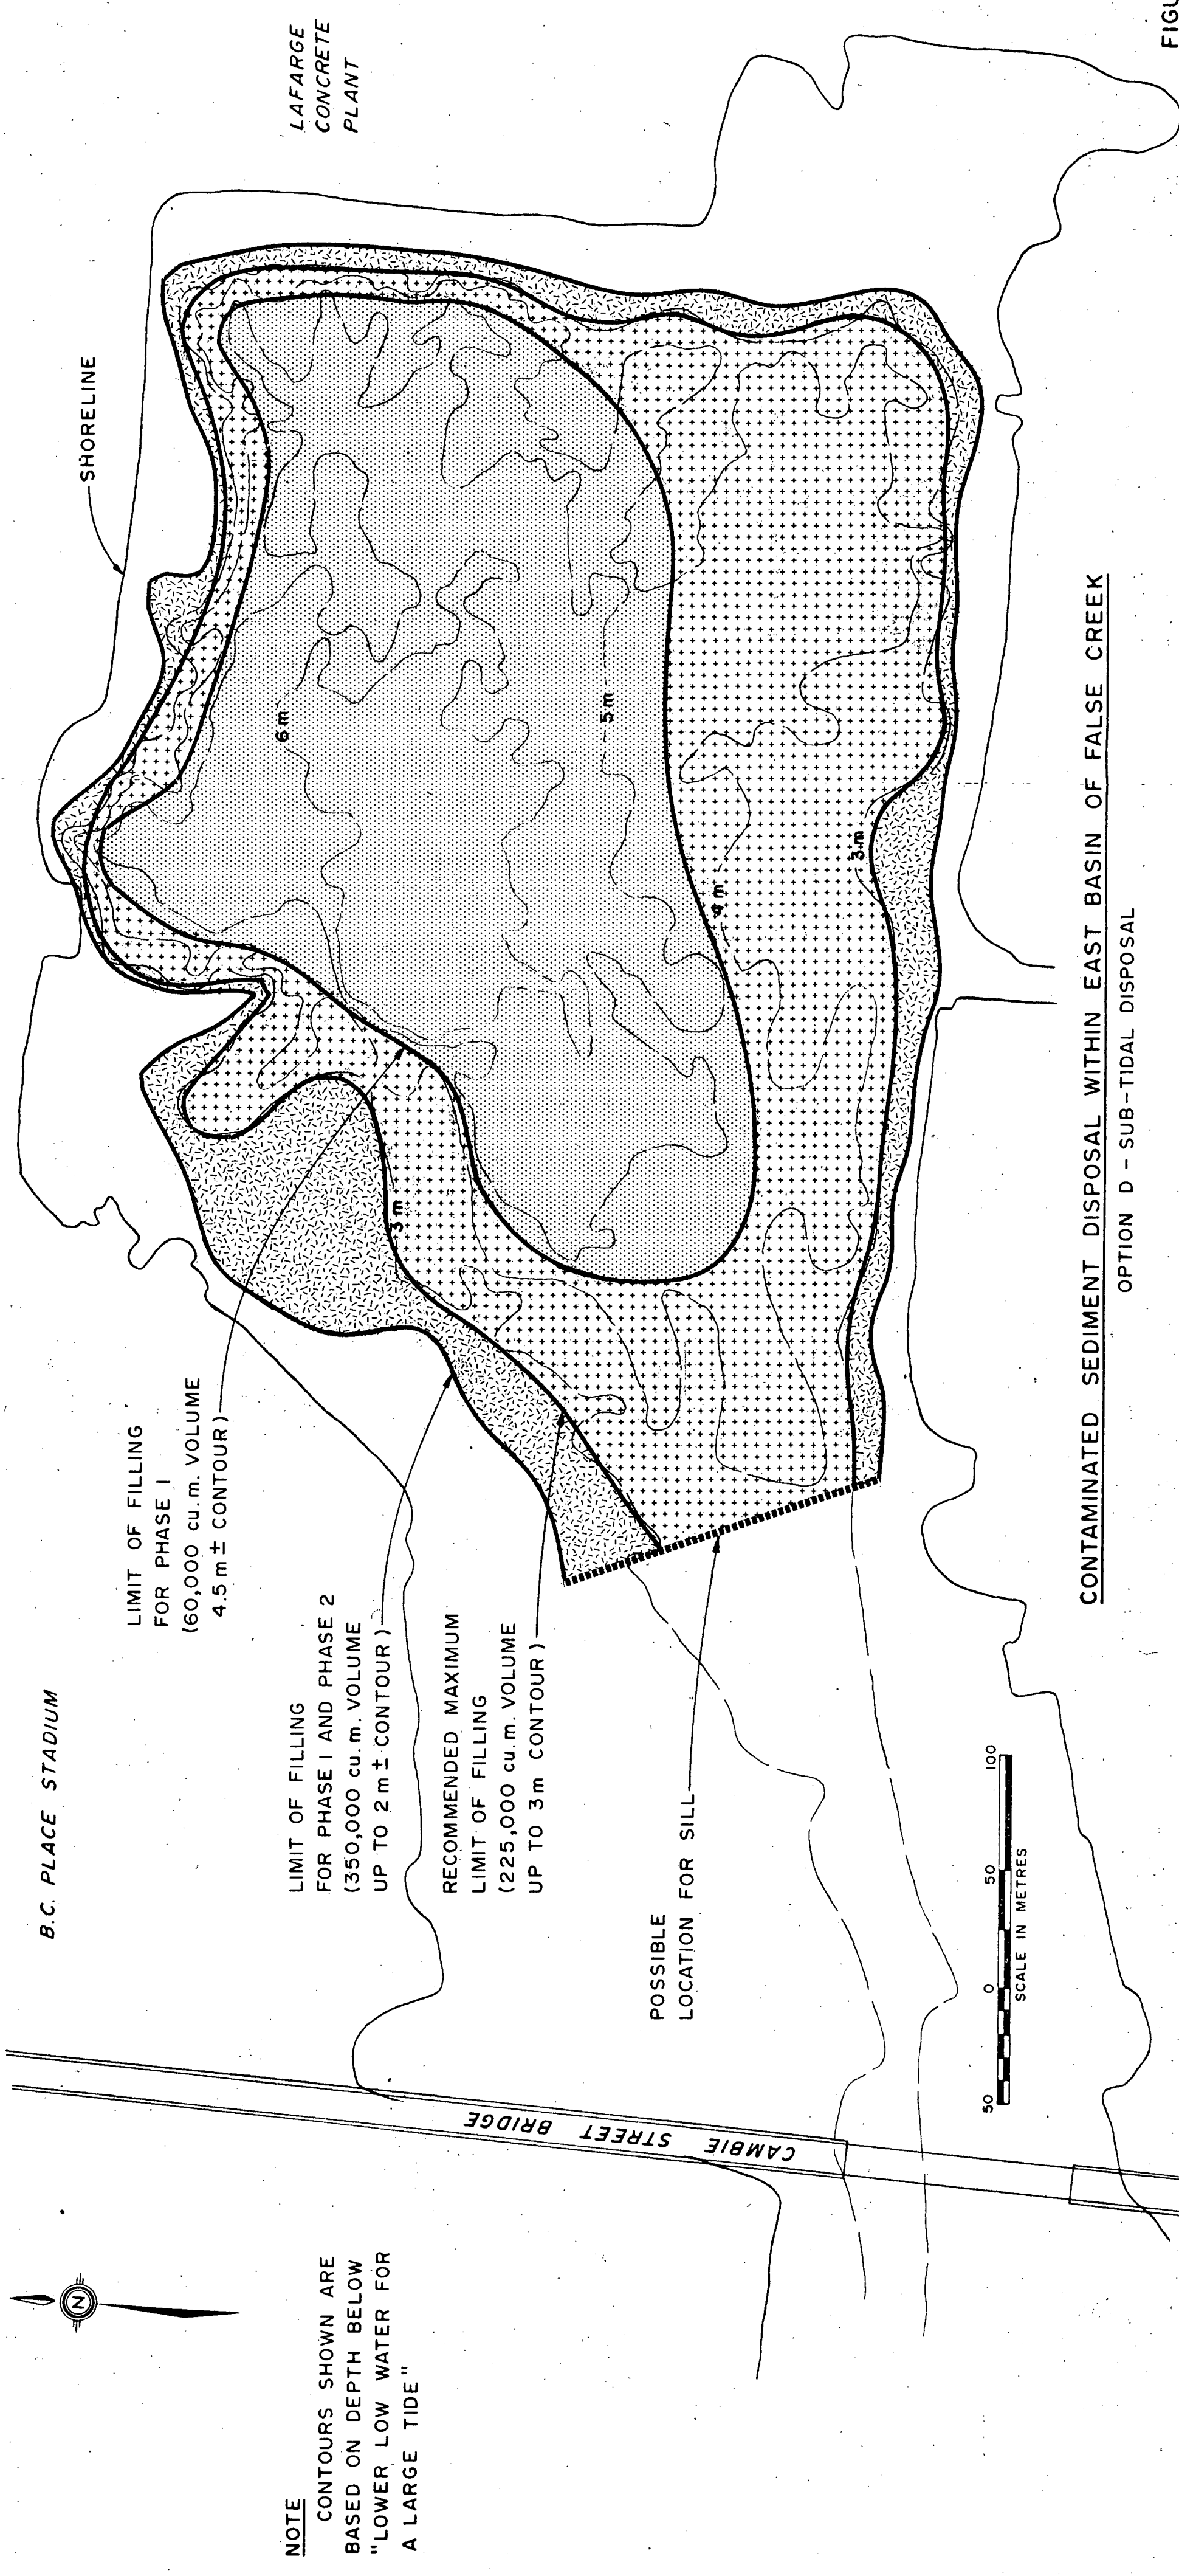 B.C. PLACE STADIUM
LAFARGE
CONCRETE
PLANT
SHORELINE
LIMIT OF FILLING
FOR PHASE I
(60,000 cu.m. VOLUME
4.5 m ± CONTOUR)
LIMIT OF FILLING
FOR PHASE I AND PHASE 2
(350,000 cu.m. VOLUME
UP TO 2 m ± CONTOUR)
RECOMMENDED MAXIMUM
LIMIT OF FILLING
(225,000 cu.m. VOLUME
UP TO 3m CONTOUR)
POSSIBLE
LOCATION FOR SILL
6 m
5 m
4 m
3 m
3 m
CAMBIE STREET BRIDGE
N
NOTE
CONTOURS SHOWN ARE
BASED ON DEPTH BELOW
"LOWER LOW WATER FOR
A LARGE TIDE"
50 0 50 100
SCALE IN METRES
CONTAMINATED SEDIMENT DISPOSAL WITHIN EAST BASIN OF FALSE CREEK
OPTION D - SUB-TIDAL DISPOSAL
FIGU